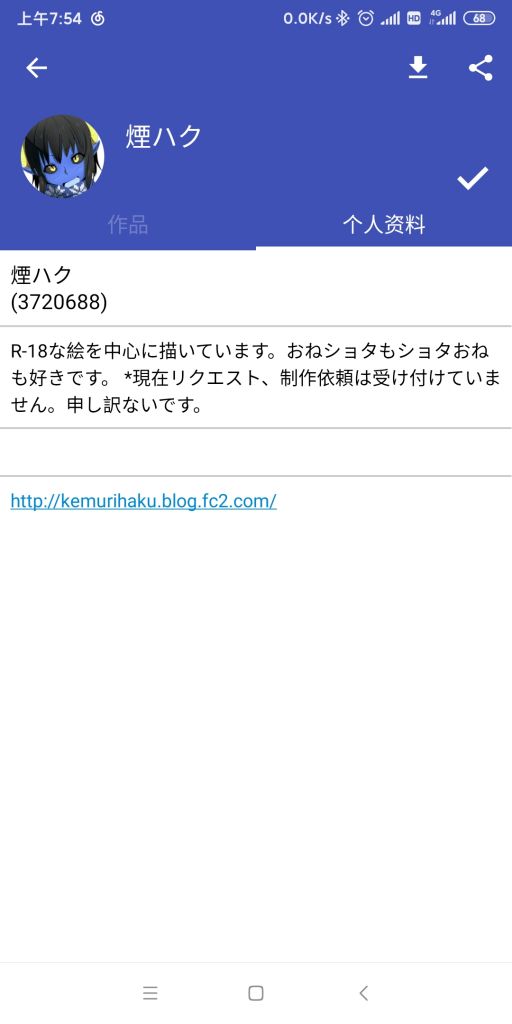 上午7:54
0.0K/s HD 4G 68
煙ハク
作品 个人资料
煙ハク
(3720688)
R-18な絵を中心に描いています。おねショタもショタおね
も好きです。 *現在リクエスト、制作依頼は受け付けていま
せん。申し訳ないです。
http://kemurihaku.blog.fc2.com/